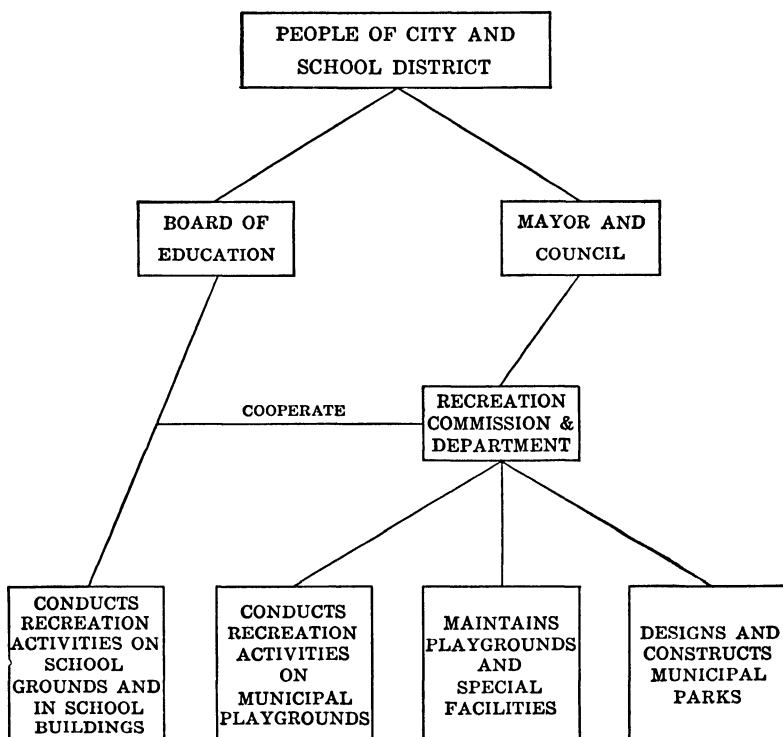 PEOPLE OF CITY AND
SCHOOL DISTRICT
BOARD OF
EDUCATION
MAYOR AND
COUNCIL
COOPERATE
RECREATION
COMMISSION &
DEPARTMENT
CONDUCTS
RECREATION
ACTIVITIES ON
SCHOOL
GROUNDS AND
IN SCHOOL
BUILDINGS
CONDUCTS
RECREATION
ACTIVITIES
ON
MUNICIPAL
PLAYGROUNDS
MAINTAINS
PLAYGROUNDS
AND
SPECIAL
FACILITIES
DESIGNS AND
CONSTRUCTS
MUNICIPAL
PARKS